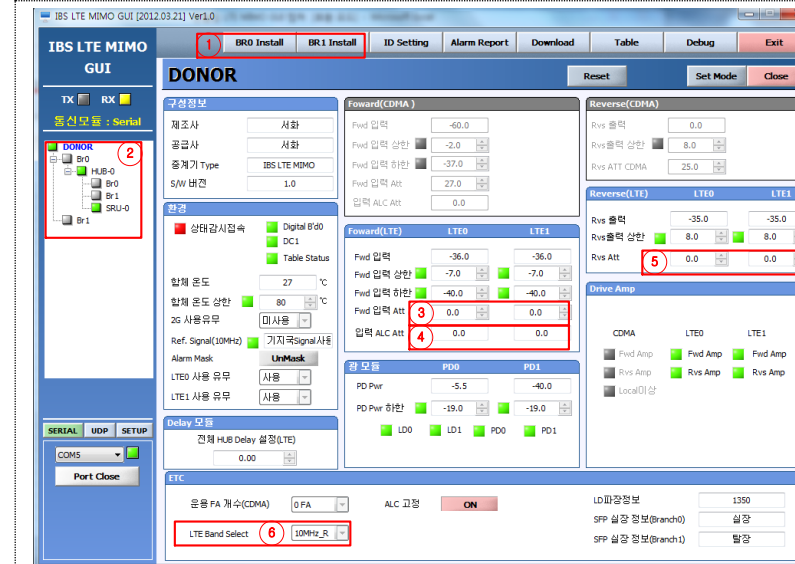 IBS LTE MIMO GUI [2012.03.21] Ver1.0
IBS LTE MIMO
GUI
1
BR0 Install
BR1 Install
ID Setting
Alarm Report
Download
Table
Debug
Exit
DONOR
Reset
Set Mode
Close
TX
RX
통신모듈 : Serial
2
DONOR
Br0
HUB-0
Br0
Br1
SRU-0
Br1
구성정보
제조사 서화
공급사 서화
중계기 Type IBS LTE MIMO
S/W 버전 1.0
환경
상태감시접속 Digital B'd0
DC1
Table Status
함체 온도 27 ℃
함체 온도 상한 80 ℃
2G 사용유무 미사용
Ref. Signal(10MHz) 기지국Signal사용
Alarm Mask UnMask
LTE0 사용 유무 사용
LTE1 사용 유무 사용
Delay 모듈
전체 HUB Delay 설정(LTE)
0.00
Foward(CDMA )
Fwd 입력 -60.0
Fwd 입력 상한 -2.0
Fwd 입력 하한 -37.0
Fwd 입력 Att 27.0
입력 ALC Att 0.0
Foward(LTE) LTE0 LTE1
Fwd 입력 -36.0 -36.0
Fwd 입력 상한 -7.0 -7.0
Fwd 입력 하한 -40.0 -40.0
Fwd 입력 Att 3 0.0 0.0
입력 ALC Att 4 0.0 0.0
광 모듈 PD0 PD1
PD Pwr -5.5 -40.0
PD Pwr 하한 -19.0 -19.0
LD0 LD1 PD0 PD1
Reverse(CDMA)
Rvs 출력 0.0
Rvs출력 상한 8.0
Rvs ATT CDMA 25.0
Reverse(LTE) LTE0 LTE1
Rvs 출력 -35.0 -35.0
Rvs출력 상한 8.0 8.0
Rvs Att 5 0.0 0.0
Drive Amp
CDMA LTE0 LTE1
Fwd Amp Fwd Amp Fwd Amp
Rvs Amp Rvs Amp Rvs Amp
Local이상
SERIAL UDP SETUP
COM5
Port Close
ETC
운용 FA 개수(CDMA) 0 FA ALC 고정 ON
LTE Band Select 6 10MHz_R
LD파장정보 1350
SFP 실장 정보(Branch0) 실장
SFP 실장 정보(Branch1) 탈장